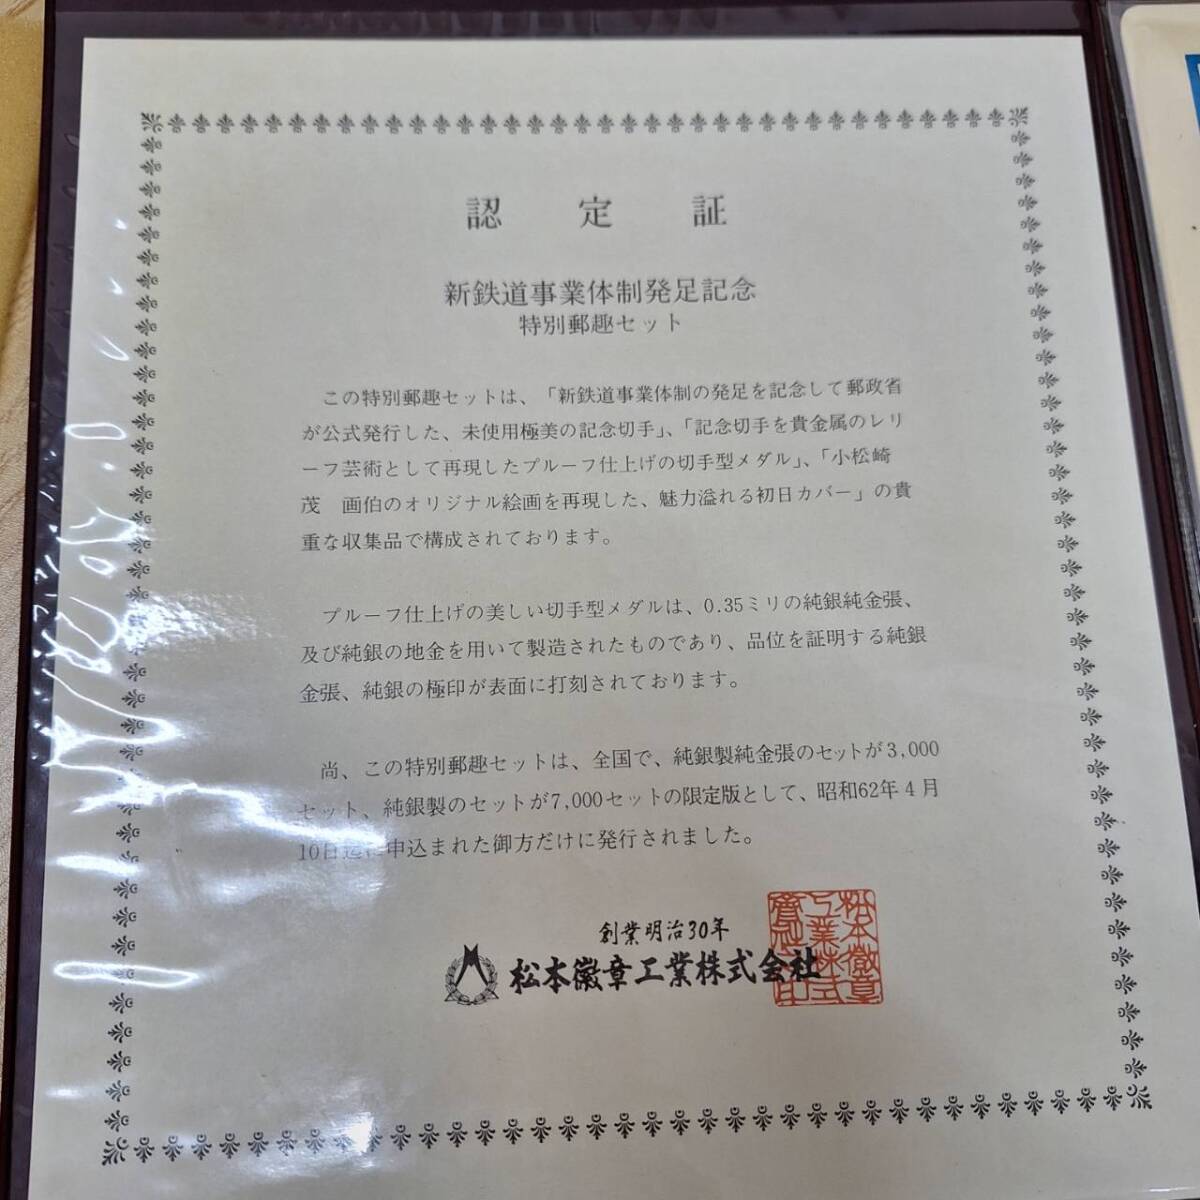 認定証
新鉄道事業体制発足記念
特別郵趣セット
この特別郵趣セットは、「新鉄道事業体制の発足を記念して郵政省
が公式発行した、未使用極美の記念切手」、「記念切手を貴金属のレリ
ーフ芸術として再現したプルーフ仕上げの切手型メダル」、「小松崎
茂　画伯のオリジナル絵画を再現した、魅力溢れる初日カバー」の貴
重な収集品で構成されております。
プルーフ仕上げの美しい切手型メダルは、0.35ミリの純銀純金張、
及び純銀の地金を用いて製造されたものであり、品位を証明する純銀
金張、純銀の極印が表面に打刻されております。
尚、この特別郵趣セットは、全国で、純銀製純金張のセットが3,000
セット、純銀製のセットが7,000セットの限定版として、昭和62年4月
10日迄に申込まれた御方だけに発行されました。
創業明治30年
松本徽章工業株式会社